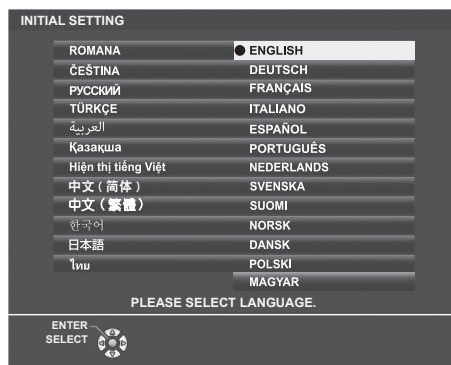 INITIAL SETTING
ROMANA
ČEŠTINA
РУССКИЙ
TÜRKÇE
العربية
Қазақша
Hiện thị tiếng Việt
中文 ( 简体 )
中文 ( 繁體 )
한국어
日本語
ไทย
ENGLISH
DEUTSCH
FRANÇAIS
ITALIANO
ESPAÑOL
PORTUGUÊS
NEDERLANDS
SVENSKA
SUOMI
NORSK
DANSK
POLSKI
MAGYAR
PLEASE SELECT LANGUAGE.
ENTER
SELECT